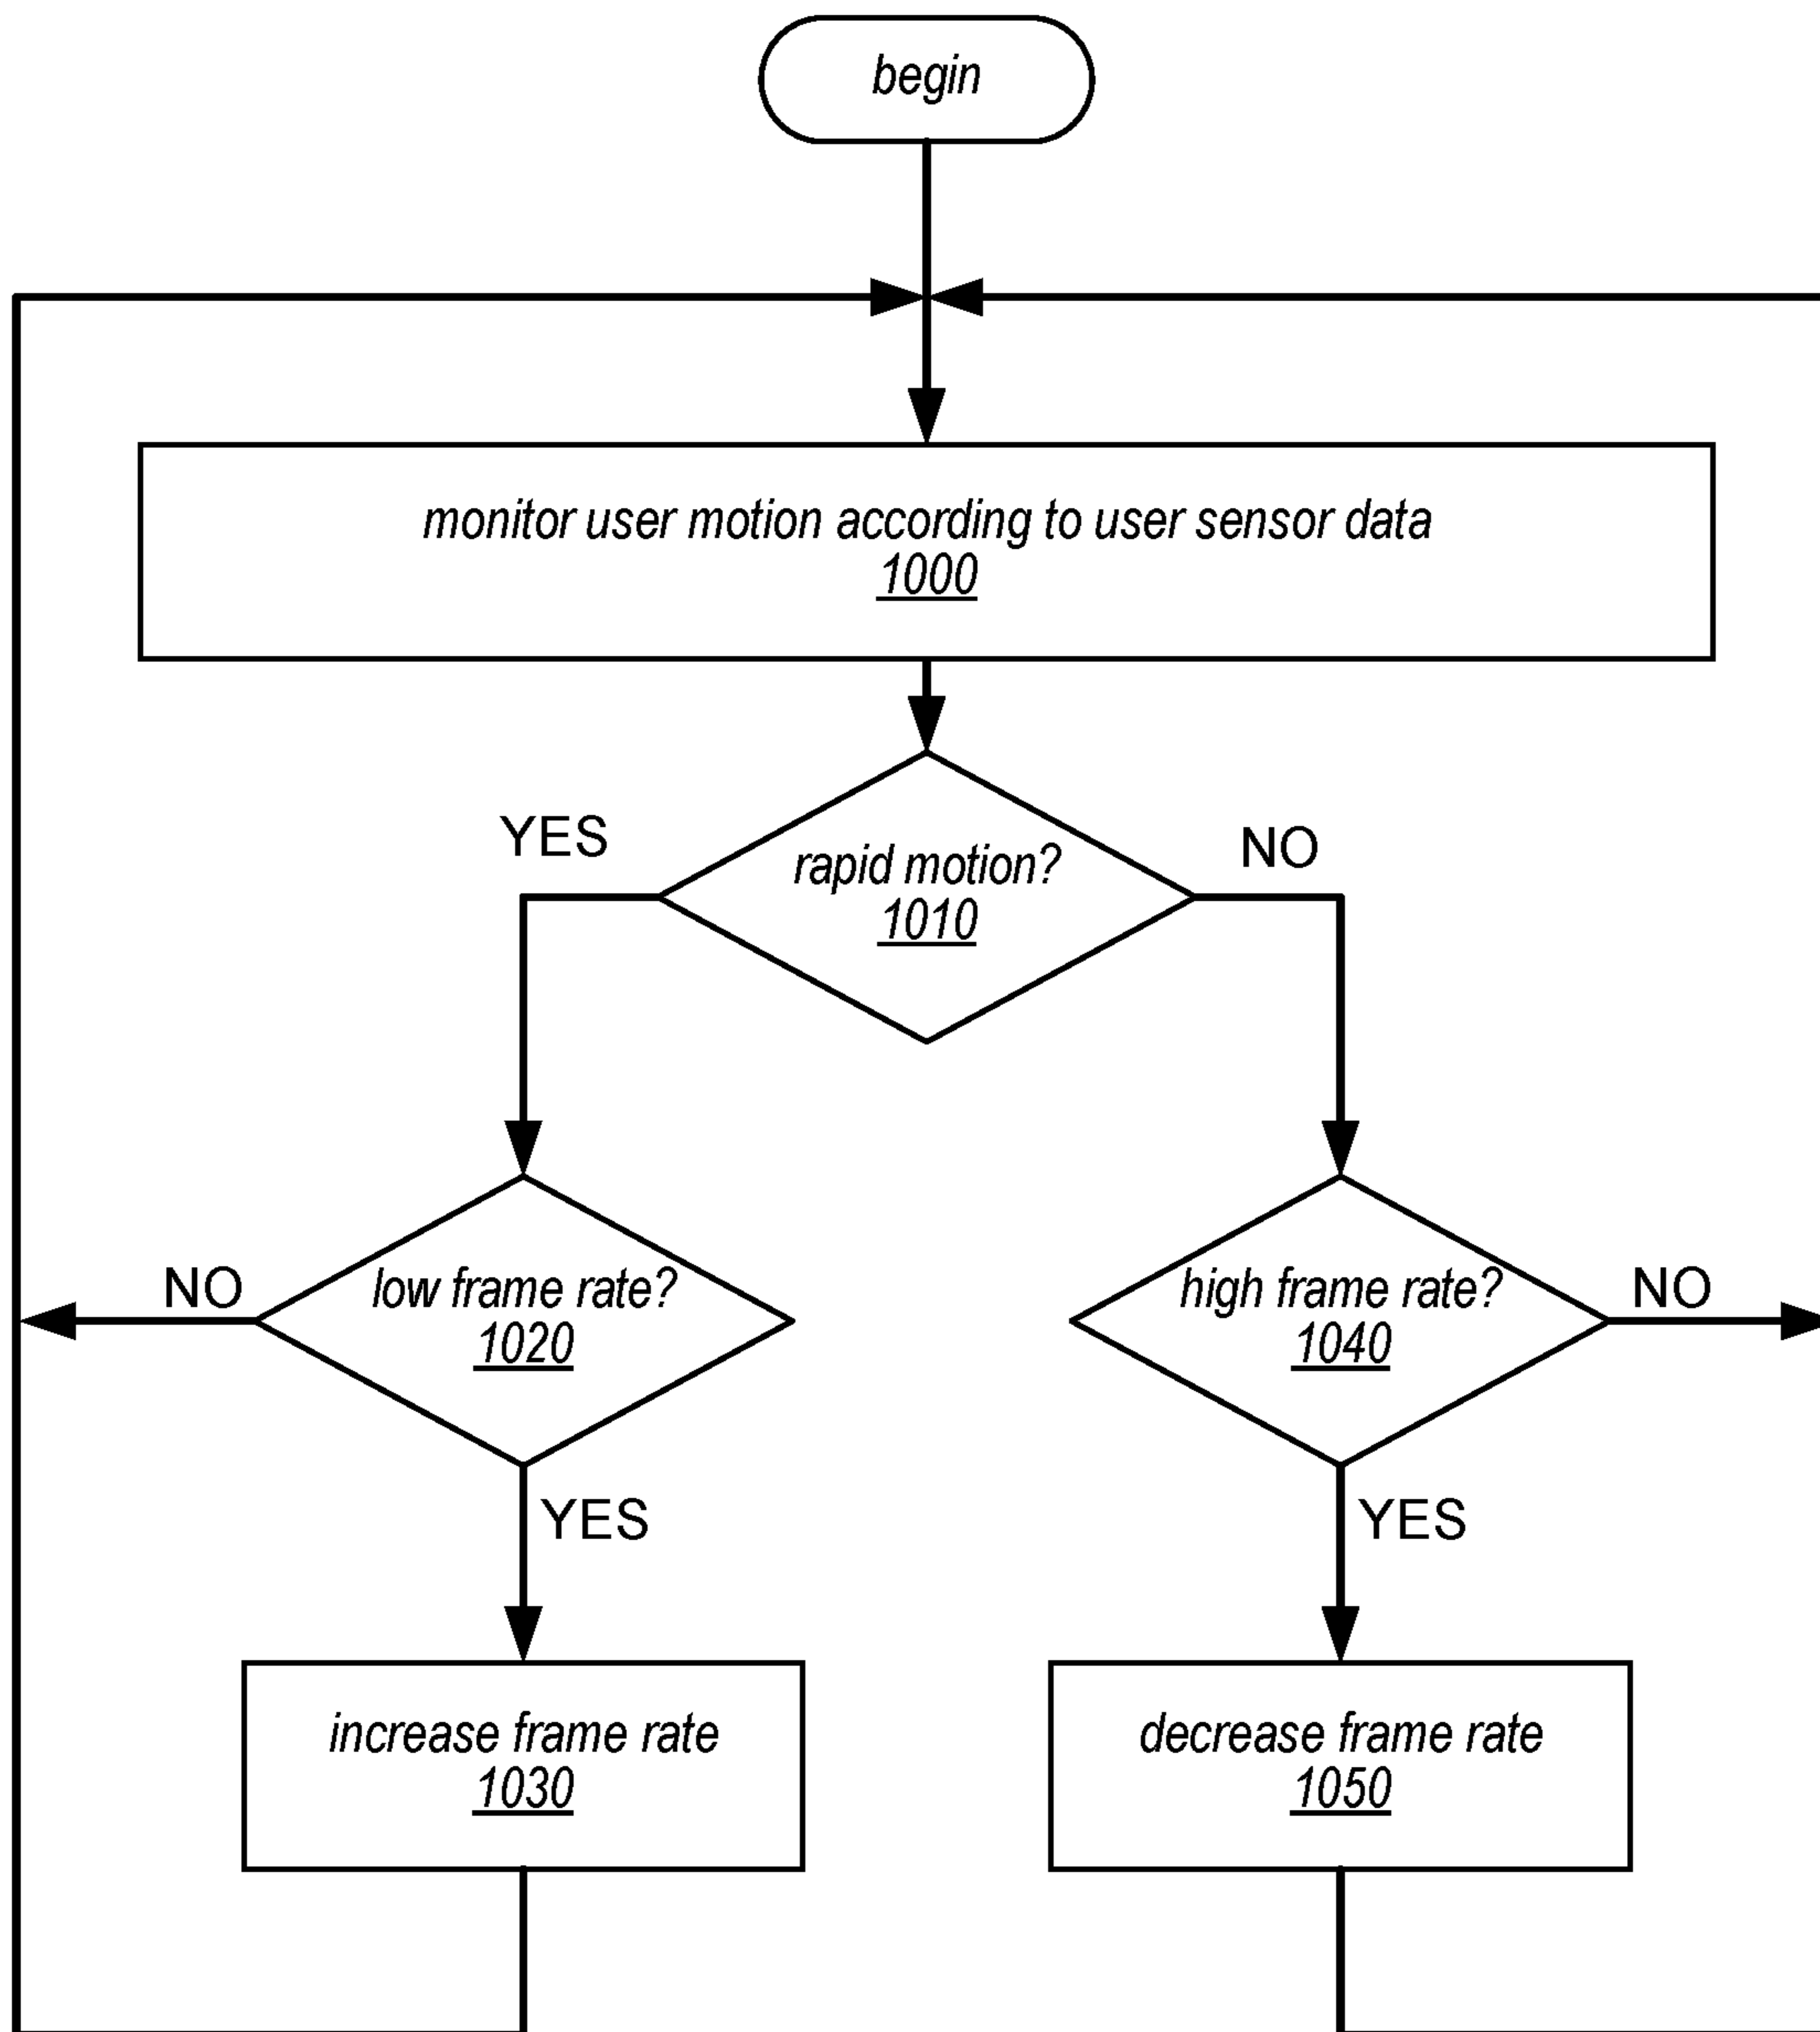 begin
monitor user motion according to user sensor data
1000
YES
NO
rapid motion?
1010
NO
low frame rate?
1020
high frame rate?
1040
NO
YES
YES
increase frame rate
1030
decrease frame rate
1050